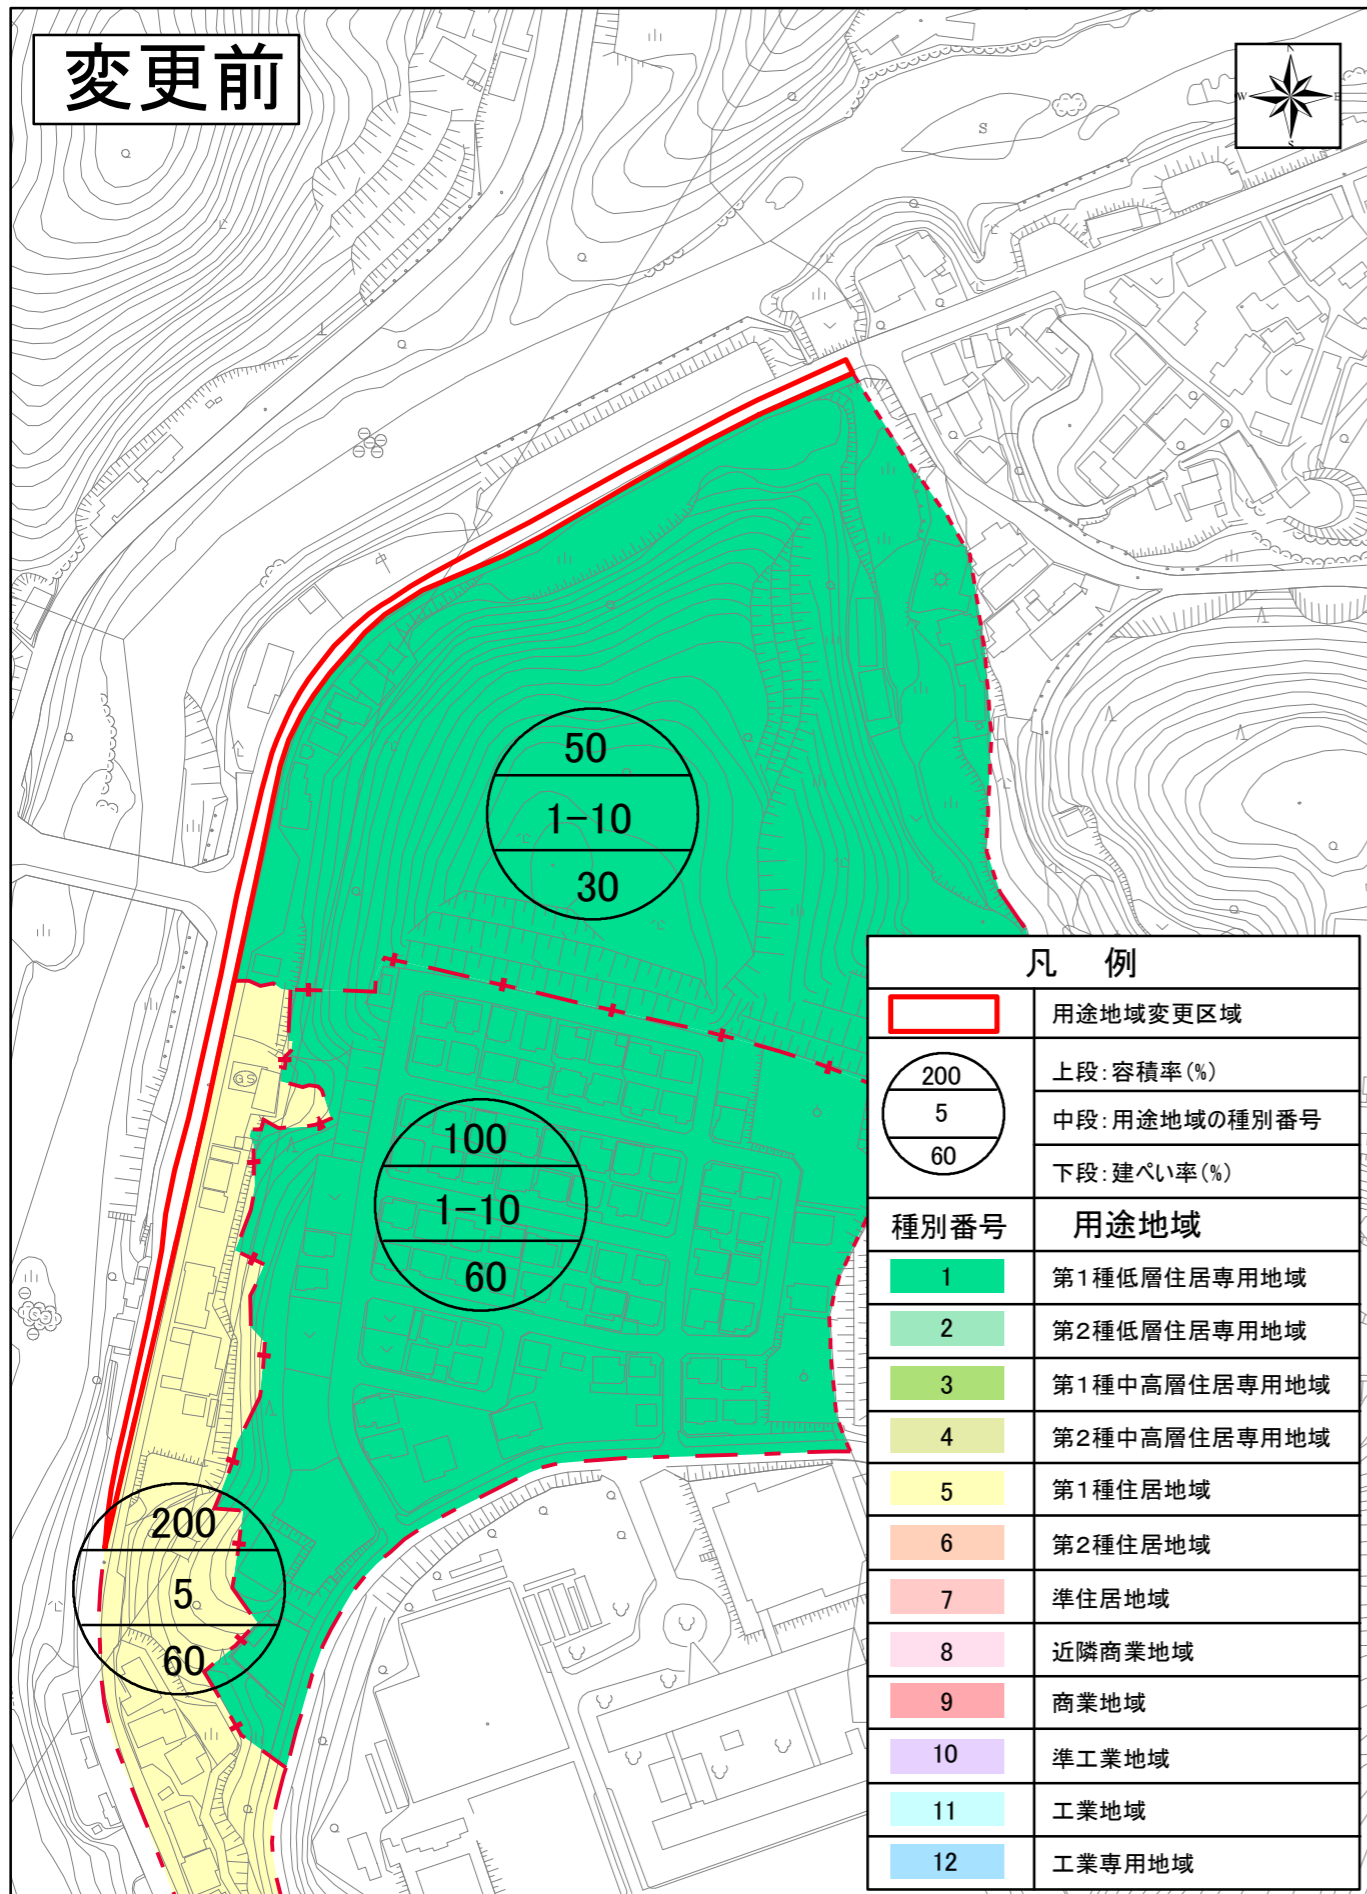 変更前
N
W
E
S
S
50
1-10
30
GS
100
1-10
60
200
5
60
凡 例
用途地域変更区域
200
5
60
上段:容積率(%)
中段:用途地域の種別番号
下段:建ぺい率(%)
種別番号 用途地域
1 第1種低層住居専用地域
2 第2種低層住居専用地域
3 第1種中高層住居専用地域
4 第2種中高層住居専用地域
5 第1種住居地域
6 第2種住居地域
7 準住居地域
8 近隣商業地域
9 商業地域
10 準工業地域
11 工業地域
12 工業専用地域